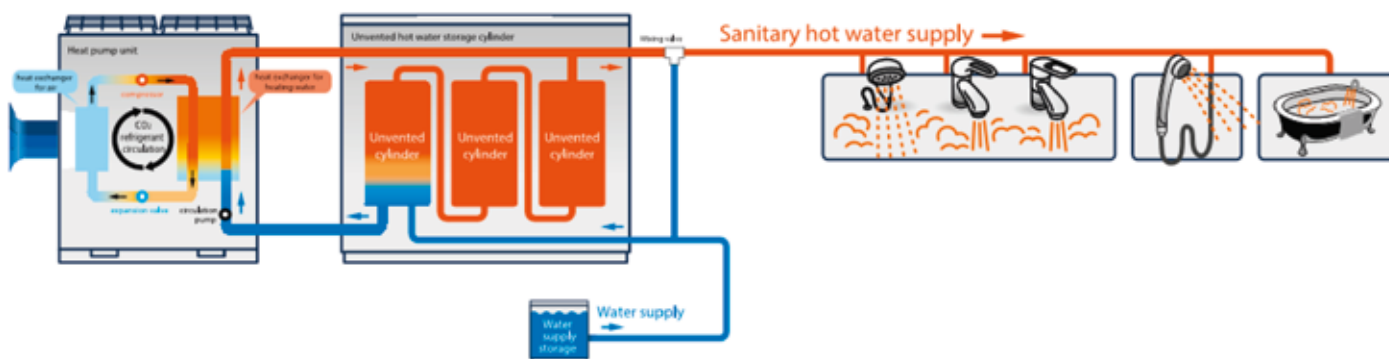 Heat pump unit
heat exchanger
for air
compressor
heat exchanger for
heating water
CO₂
refrigerant
circulation
expansion valve
circulation
pump
Unvented hot water storage cylinder
Unvented
cylinder
Unvented
cylinder
Unvented
cylinder
Mixing valve
Sanitary hot water supply
Water
supply
storage
Water supply